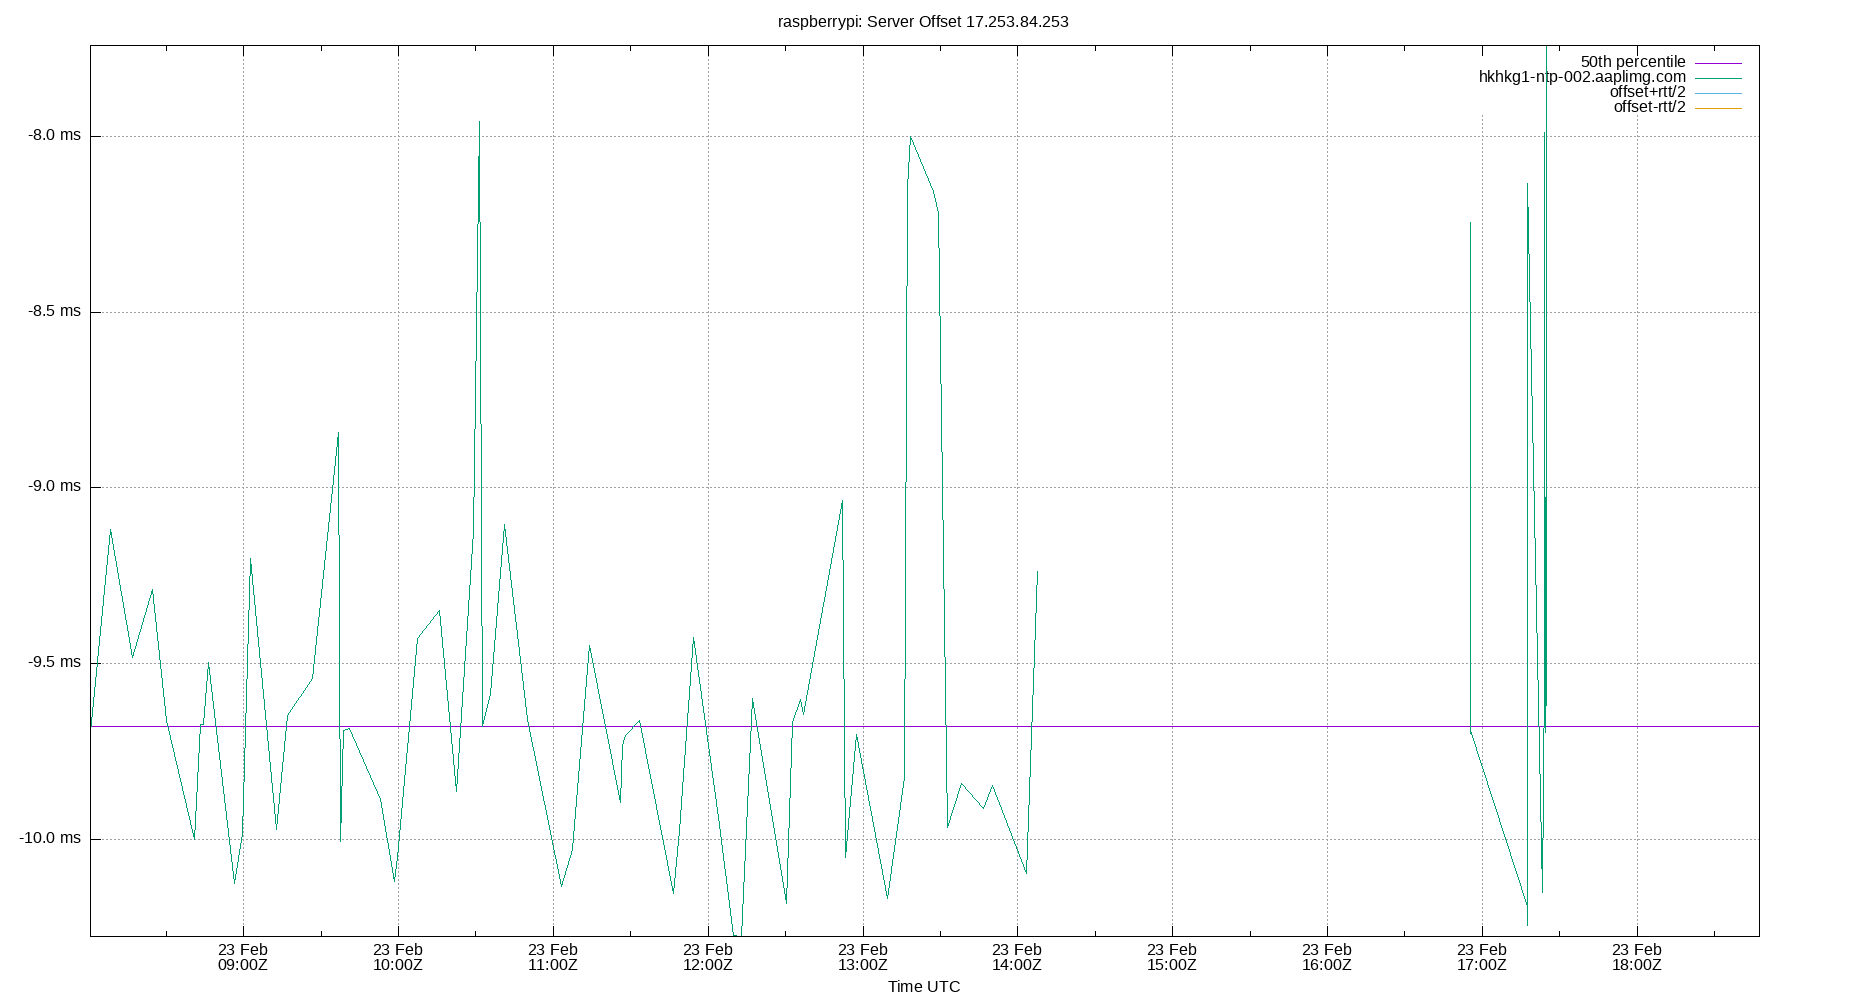 raspberrypi: Server Offset 17.253.84.253
50th percentile
hkhkg1-ntp-002.aaplimg.com
offset+rtt/2
offset-rtt/2
-8.0 ms
-8.5 ms
-9.0 ms
-9.5 ms
-10.0 ms
23 Feb 23 Feb 23 Feb 23 Feb 23 Feb 23 Feb 23 Feb 23 Feb 23 Feb 23 Feb
09:00Z 10:00Z 11:00Z 12:00Z 13:00Z 14:00Z 15:00Z 16:00Z 17:00Z 18:00Z
Time UTC